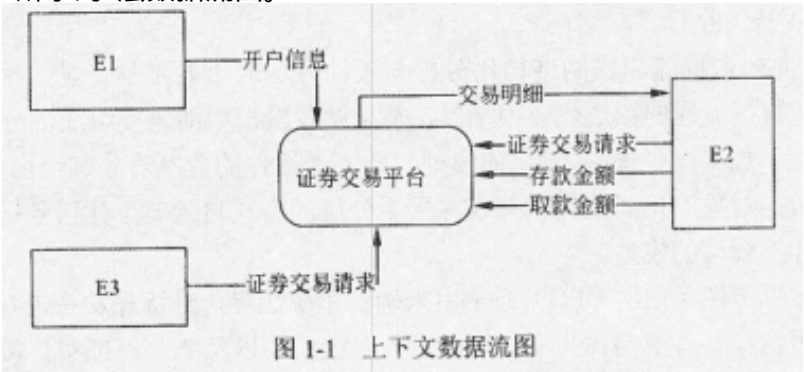 E1
开户信息
交易明细
证券交易请求
E2
证券交易平台
存款金额
取款金额
E3
证券交易请求
图 1-1 上下文数据流图